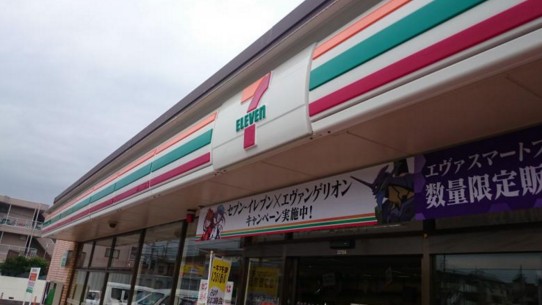 7
ELEVEN
セブン-イレブン×エヴァンゲリオン
キャンペーン実施中!
エヴァスマートフ
数量限定販